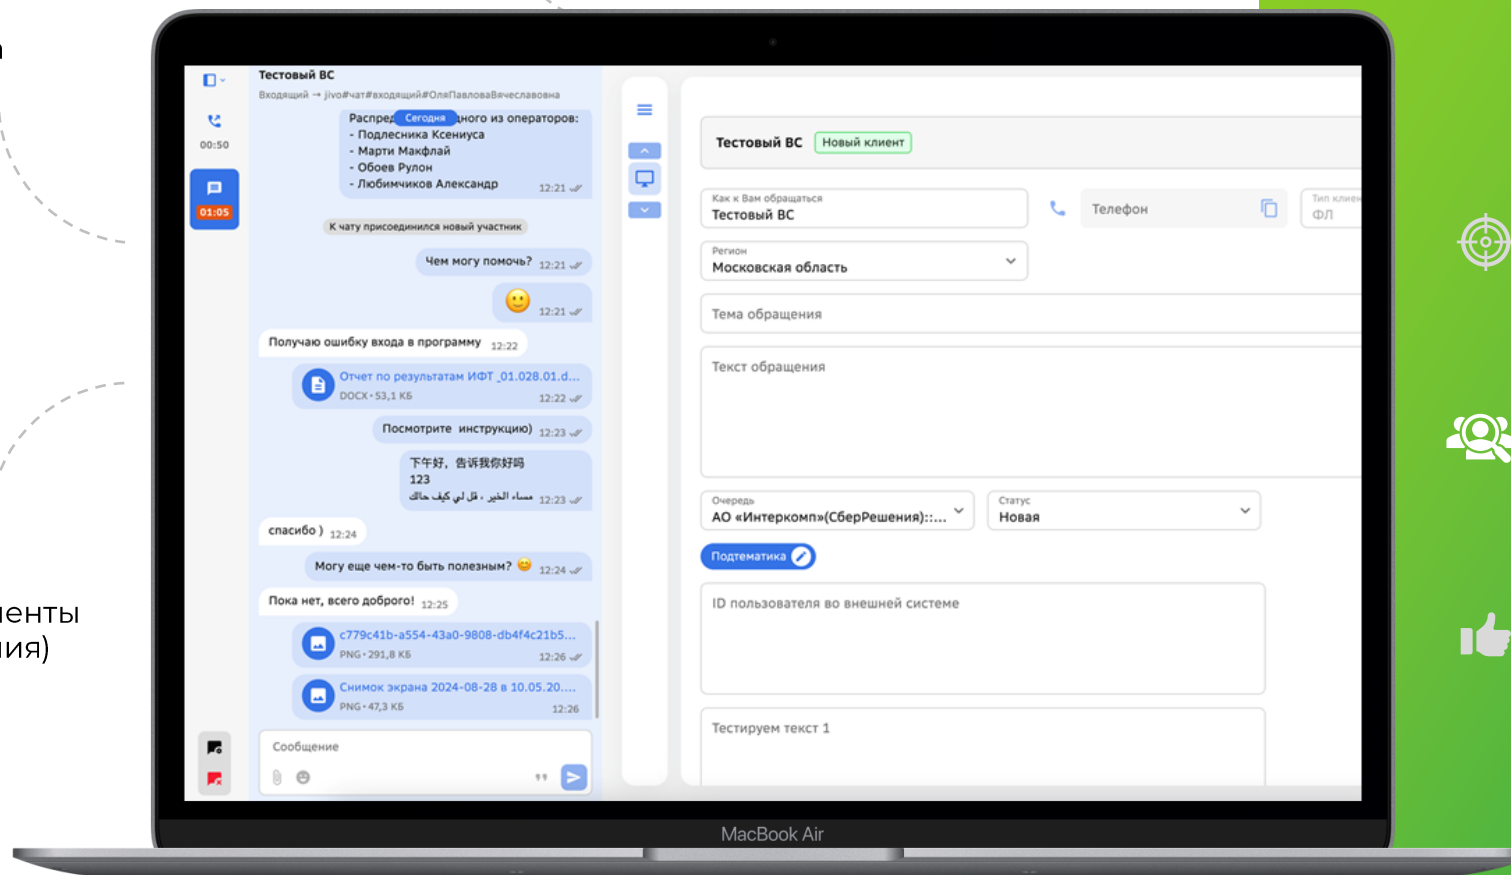 00:50
01:05
Тестовый ВС
Входящий → jivo#чат#входящий#ОляПавловаВячеславовна
Сегодня
из операторов:
- Подлесника Ксениуса
- Марти Макфлай
- Обоев Рулон
- Любимчиков Александр 12:21
К чату присоединился новый участник
Чем могу помочь? 12:21
🙂 12:21
Получаю ошибку входа в программу 12:22
Отчет по результатам ИФТ_01.028.01.d...
DOCX · 53,1 КБ 12:22
Посмотрите инструкцию) 12:23
下午好，告诉我你好吗
123
مساء الخير ، قل لي كيف حالك 12:23
спасибо ) 12:24
Могу еще чем-то быть полезным? 😊 12:24
Пока нет, всего доброго! 12:25
c779c41b-a554-43a0-9808-db4f4c21b5...
PNG · 291,8 КБ 12:26
Снимок экрана 2024-08-28 в 10.05.20....
PNG · 47,3 КБ 12:26
Сообщение
Тестовый ВС Новый клиент
Как к Вам обращаться
Тестовый ВС
Телефон
ФЛ
Регион
Московская область
Тема обращения
Текст обращения
Очередь
АО «Интеркомп»(СберРешения)::...
Статус
Новая
Подтематика
ID пользователя во внешней системе
Тестируем текст 1
MacBook Air